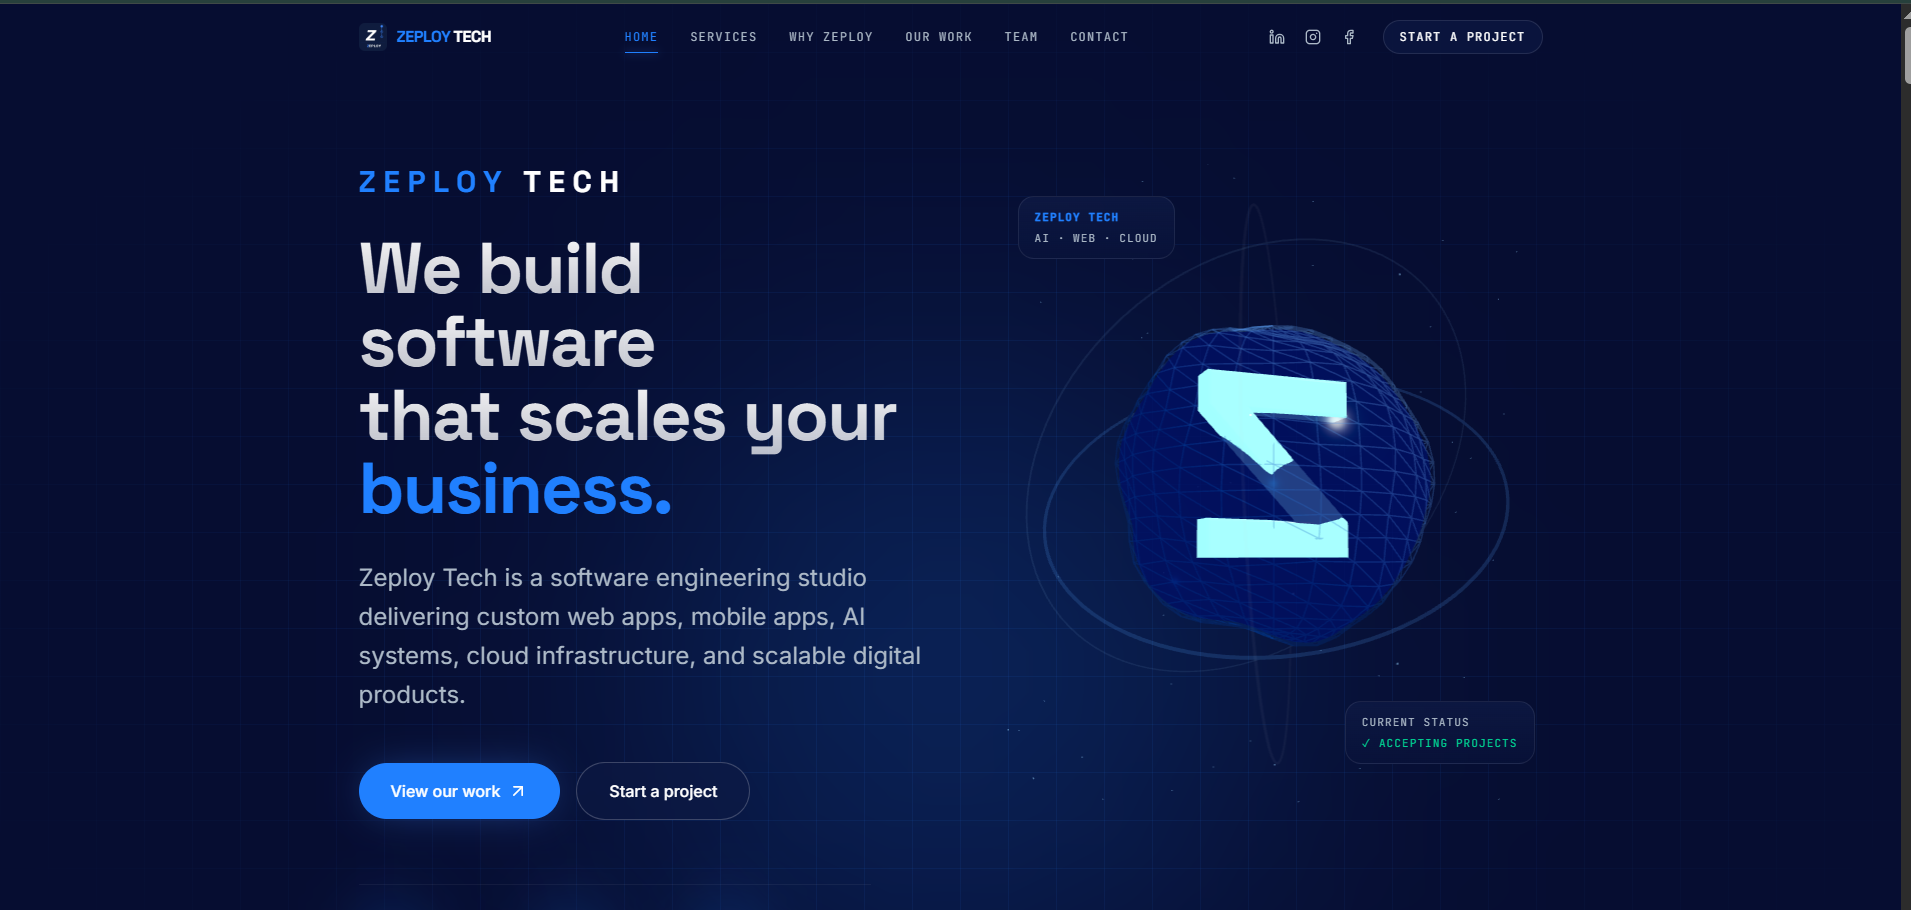 Z
ZEPLOY
ZEPLOY TECH
HOME
SERVICES
WHY ZEPLOY
OUR WORK
TEAM
CONTACT
START A PROJECT
ZEPLOY TECH
We build
software
that scales your
business.
Zeploy Tech is a software engineering studio
delivering custom web apps, mobile apps, AI
systems, cloud infrastructure, and scalable digital
products.
View our work
Start a project
ZEPLOY TECH
AI · WEB · CLOUD
Z
CURRENT STATUS
✓ ACCEPTING PROJECTS